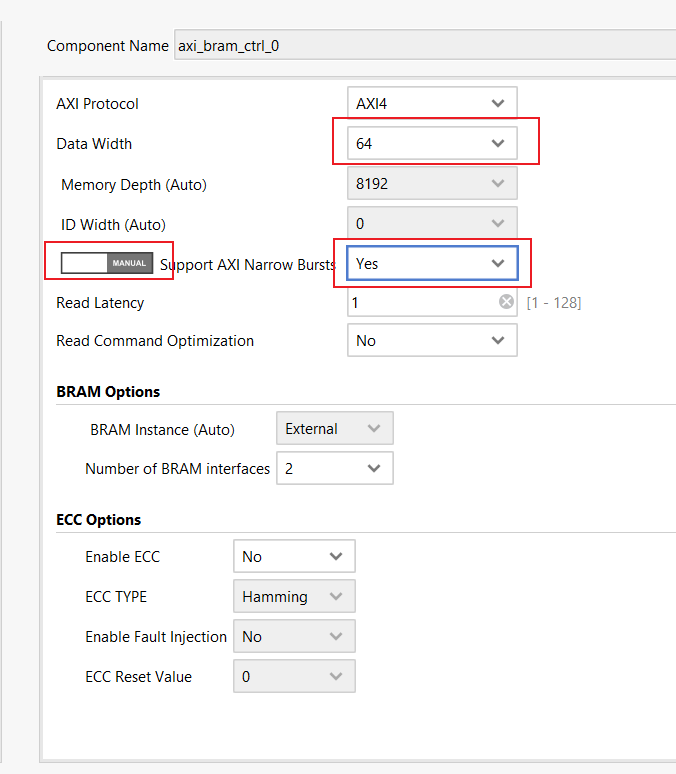 Component Name axi_bram_ctrl_0
AXI Protocol AXI4
Data Width 64
Memory Depth (Auto) 8192
ID Width (Auto) 0
MANUAL Support AXI Narrow Bursts Yes
Read Latency 1 [1 - 128]
Read Command Optimization No
BRAM Options
BRAM Instance (Auto) External
Number of BRAM interfaces 2
ECC Options
Enable ECC No
ECC TYPE Hamming
Enable Fault Injection No
ECC Reset Value 0